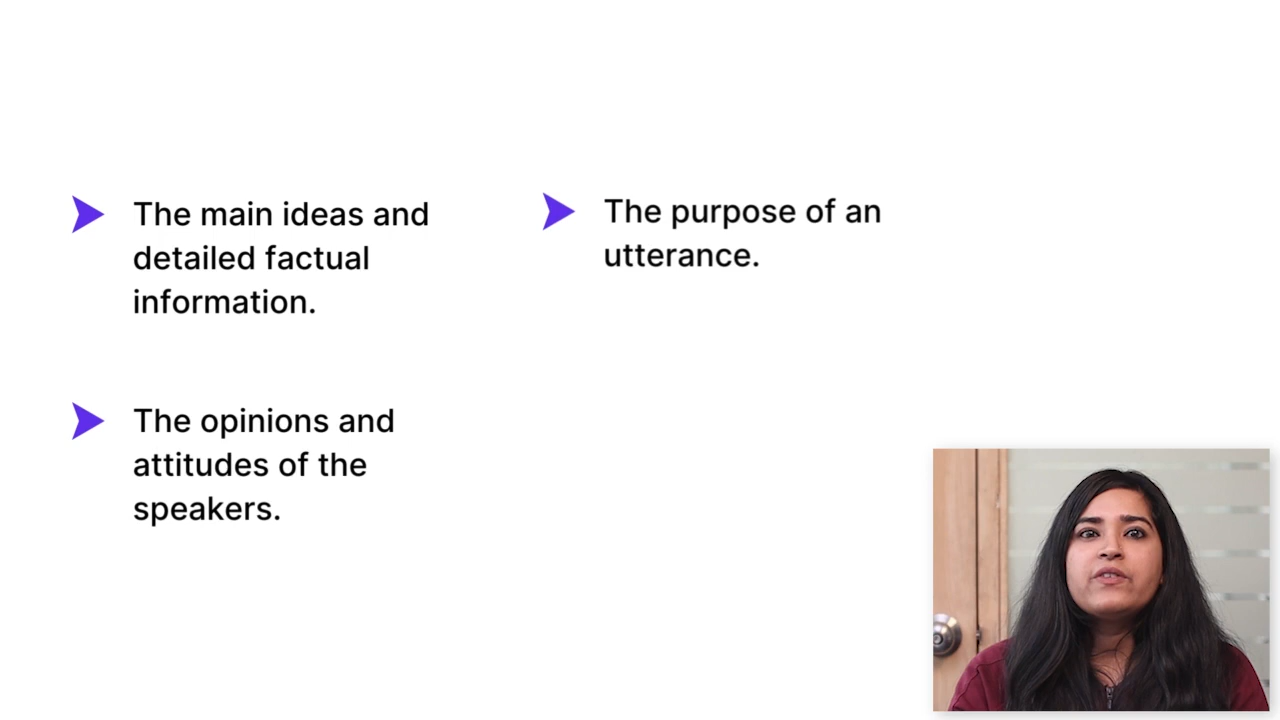 The main ideas and
detailed factual
information.
The opinions and
attitudes of the
speakers.
The purpose of an
utterance.